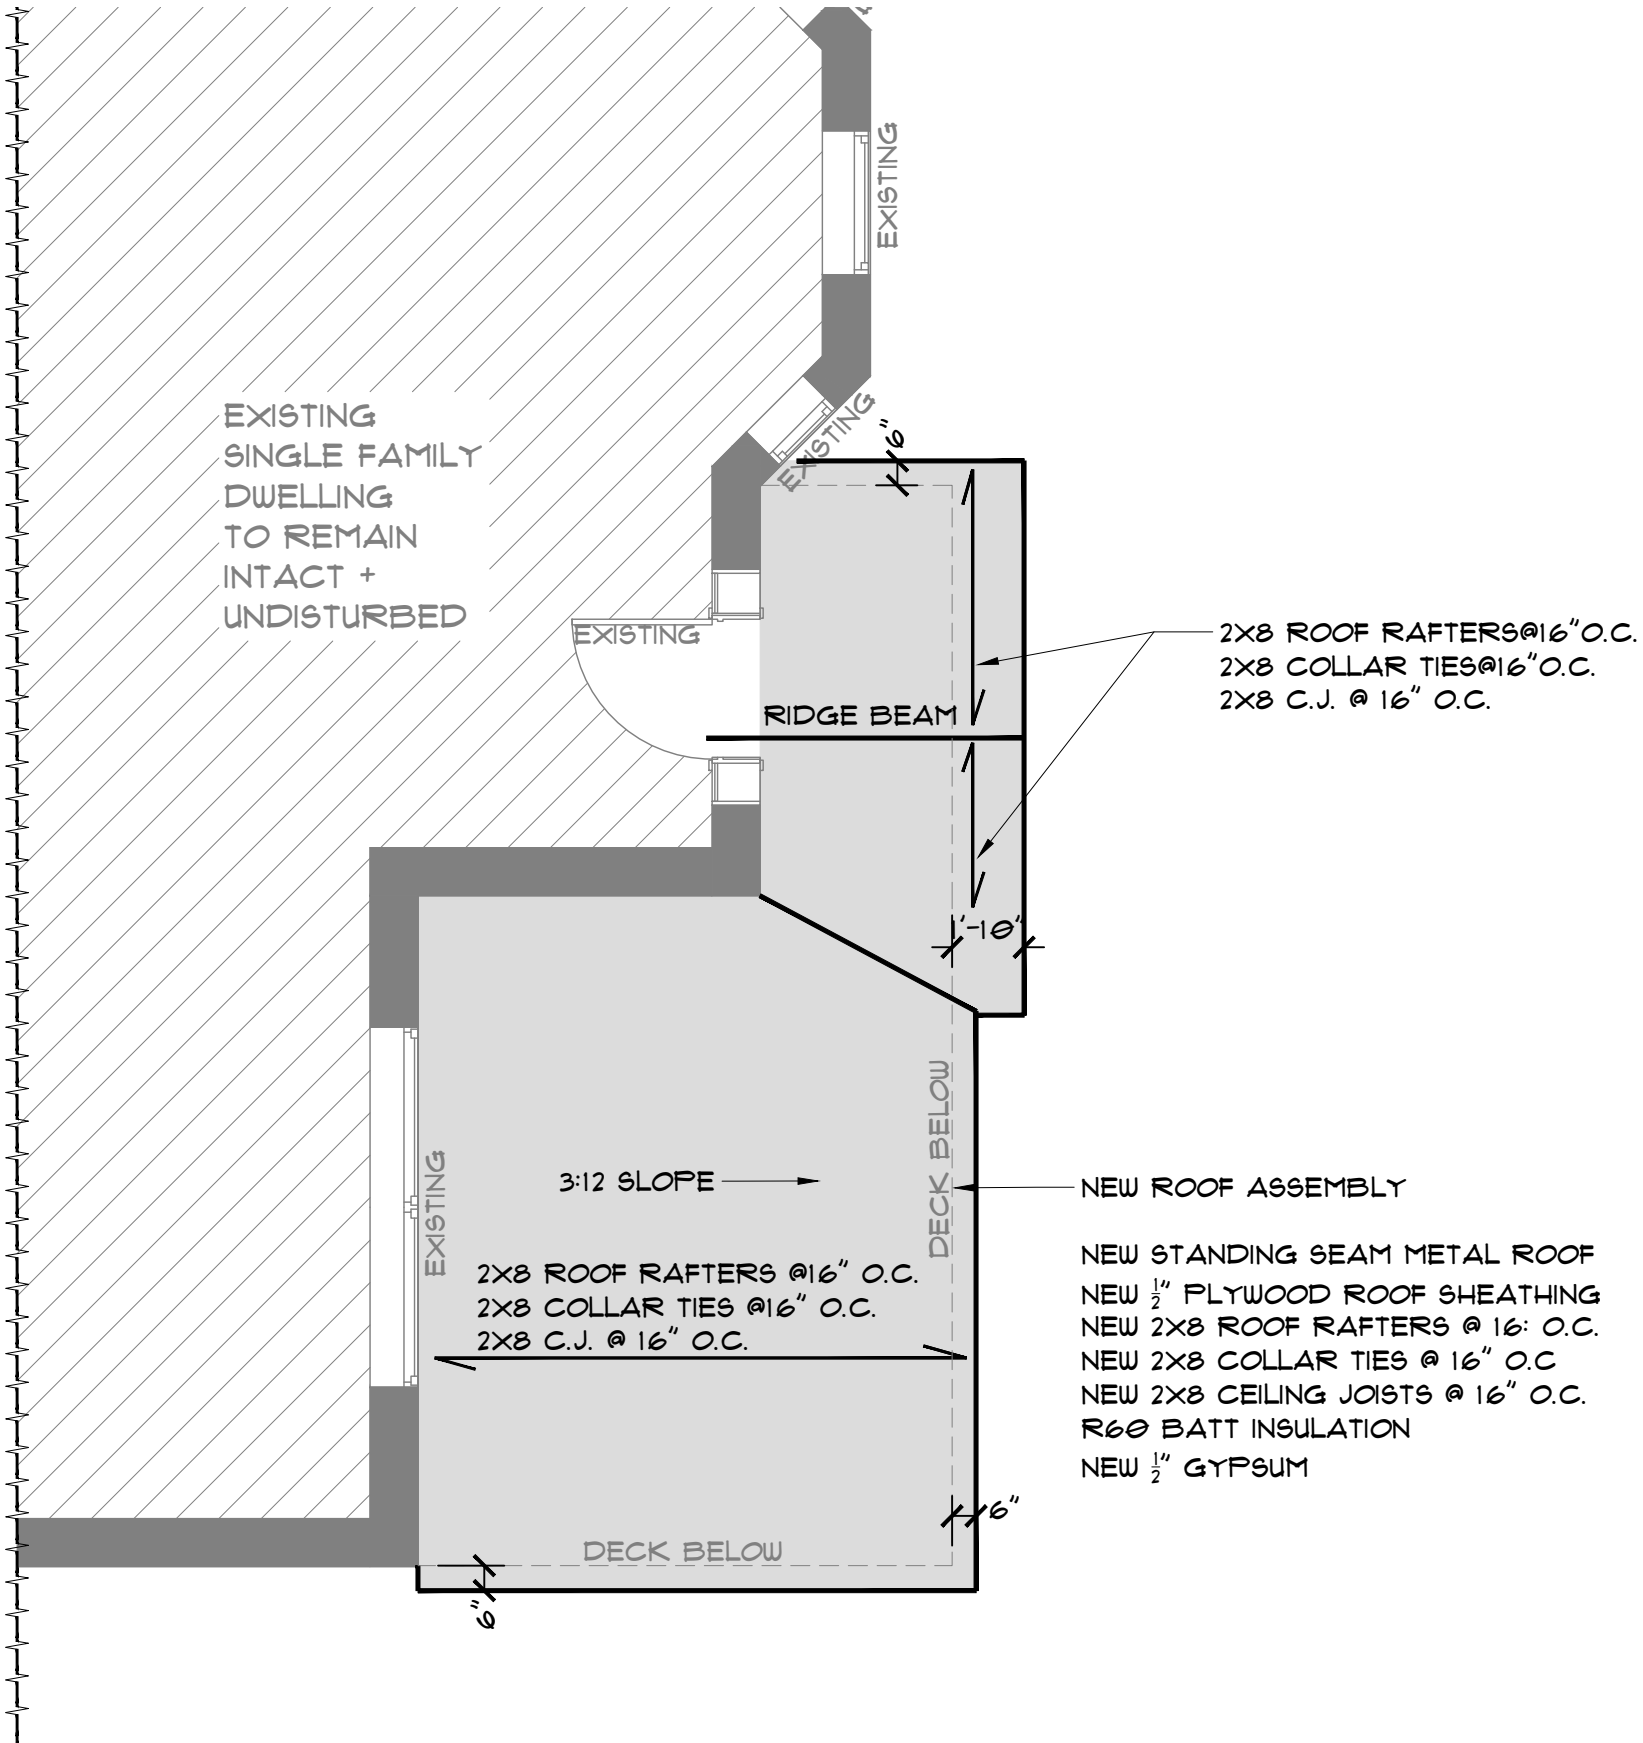 EXISTING
EXISTING
EXISTING
SINGLE FAMILY
DWELLING
TO REMAIN
INTACT +
UNDISTURBED
EXISTING
6"
EXISTING
2X8 ROOF RAFTERS@16"O.C.
2X8 COLLAR TIES@16"O.C.
2X8 C.J. @ 16" O.C.
RIDGE BEAM
1'-10"
DECK BELOW
EXISTING
3:12 SLOPE
NEW ROOF ASSEMBLY
NEW STANDING SEAM METAL ROOF
NEW ½" PLYWOOD ROOF SHEATHING
NEW 2X8 ROOF RAFTERS @ 16: O.C.
NEW 2X8 COLLAR TIES @ 16" O.C
NEW 2X8 CEILING JOISTS @ 16" O.C.
R60 BATT INSULATION
NEW ½" GYPSUM
2X8 ROOF RAFTERS @16" O.C.
2X8 COLLAR TIES @16" O.C.
2X8 C.J. @ 16" O.C.
6"
DECK BELOW
6"